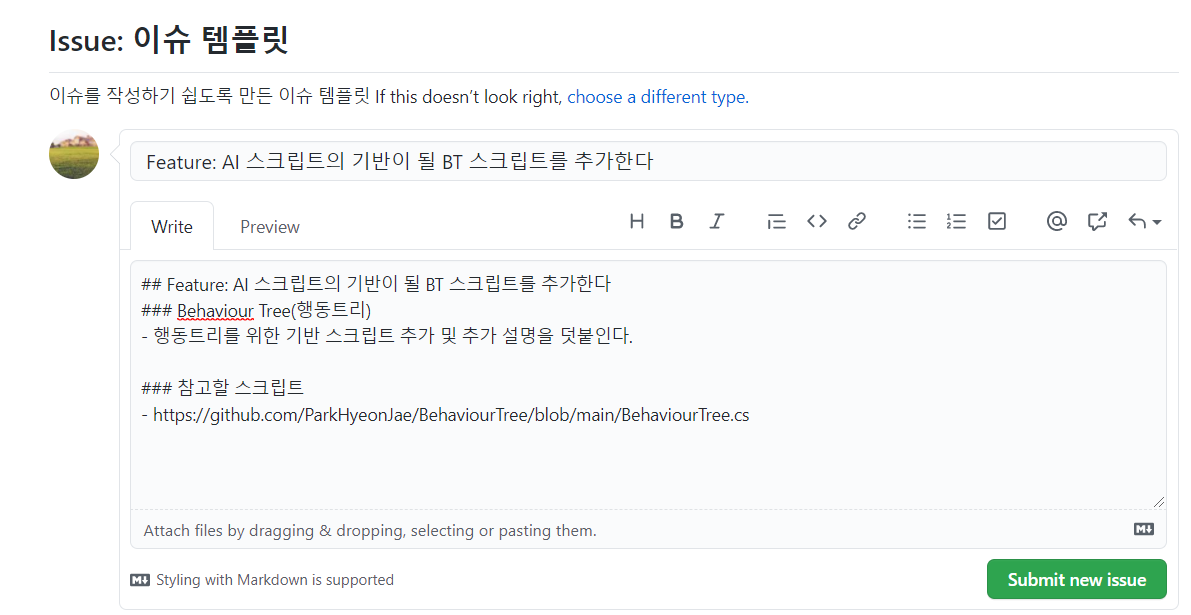 Issue: 이슈 템플릿
이슈를 작성하기 쉽도록 만든 이슈 템플릿 If this doesn’t look right, choose a different type.
Feature: AI 스크립트의 기반이 될 BT 스크립트를 추가한다
Write Preview
## Feature: AI 스크립트의 기반이 될 BT 스크립트를 추가한다
### Behaviour Tree(행동트리)
- 행동트리를 위한 기반 스크립트 추가 및 추가 설명을 덧붙인다.
### 참고할 스크립트
- https://github.com/ParkHyeonJae/BehaviourTree/blob/main/BehaviourTree.cs
Attach files by dragging & dropping, selecting or pasting them.
Styling with Markdown is supported
Submit new issue